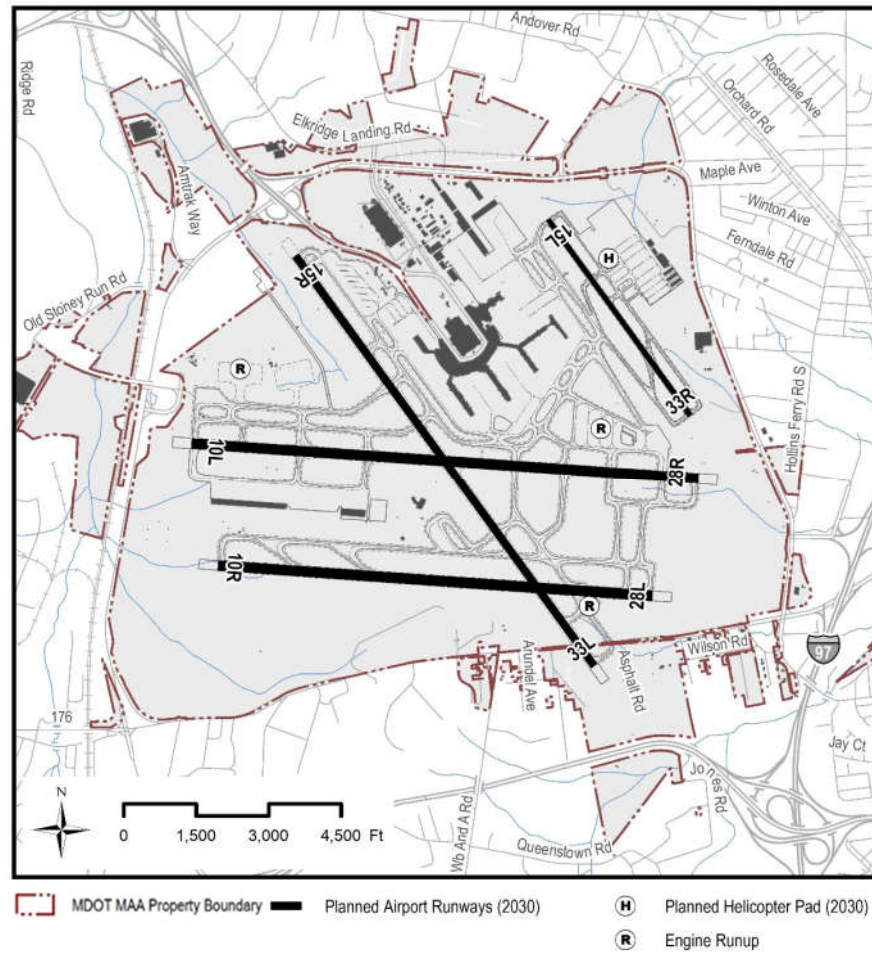 Andover Rd
Ridge Rd
Rosedale Ave
Orchard Rd
Elkridge Landing Rd
Maple Ave
Amtrak Way
Winton Ave
Ferndale Rd
15L
H
15R
Old Stoney Run Rd
R
33R
R
Hollins Ferry Rd S
10L
28R
10R
28L
R
33L
Wilson Rd
97
Arunder Ave
Asphalt Rd
176
Jay Ct
Jones Rd
N
0 1,500 3,000 4,500 Ft
Wb And A Rd
Queenstown Rd
MDOT MAA Property Boundary
Planned Airport Runways (2030)
H Planned Helicopter Pad (2030)
R Engine Runup